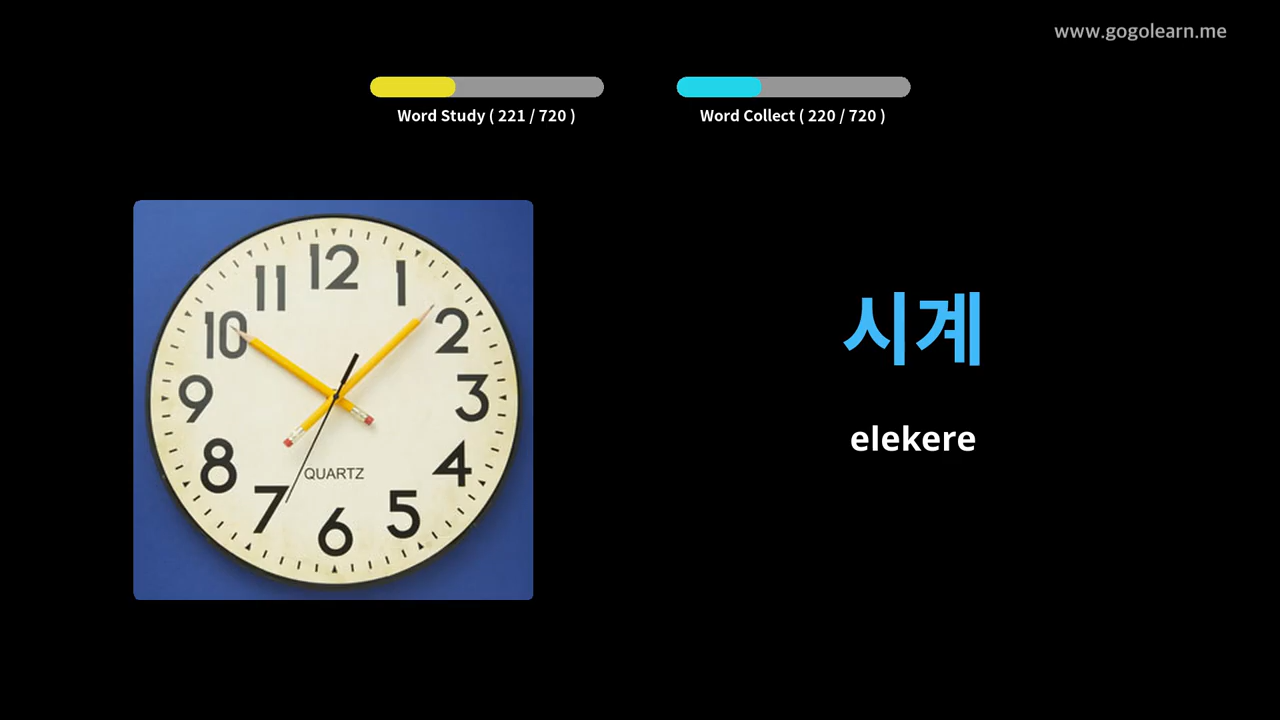 www.gogolearn.me
Word Study ( 221 / 720 )
Word Collect ( 220 / 720 )
12
1
2
3
4
5
6
7
8
9
10
11
QUARTZ
시계
elekere